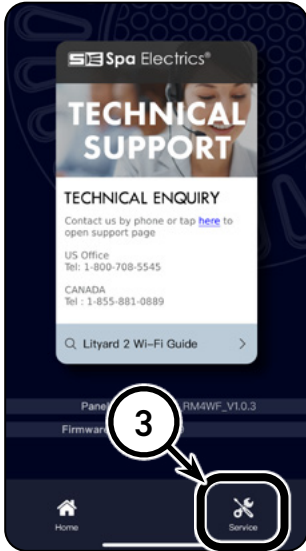 SE Spa Electrics®
TECHNICAL
SUPPORT
TECHNICAL ENQUIRY
Contact us by phone or tap here to
open support page
US Office
Tel: 1-800-708-5545
CANADA
Tel : 1-855-881-0889
Lityard 2 Wi-Fi Guide
Pane RM4WF_V1.0.3
Firmware
3
Home
Service